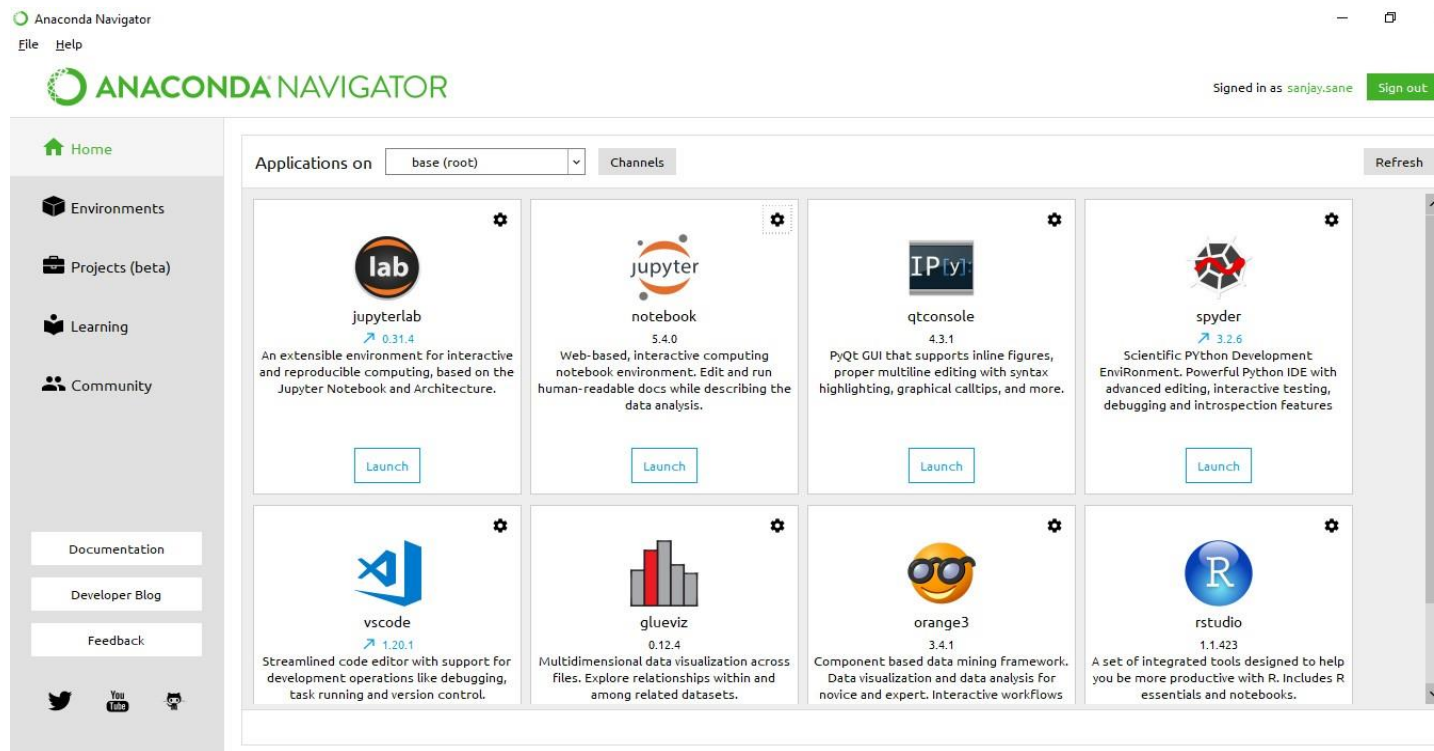 Anaconda Navigator
File Help
ANACONDA NAVIGATOR
Signed in as sanjay.sane Sign out
Home
Environments
Projects (beta)
Learning
Community
Documentation
Developer Blog
Feedback
You
Tube
Applications on base (root) Channels Refresh
lab
jupyterlab
0.31.4
An extensible environment for interactive
and reproducible computing, based on the
Jupyter Notebook and Architecture.
Launch
jupyter
notebook
5.4.0
Web-based, interactive computing
notebook environment. Edit and run
human-readable docs while describing the
data analysis.
Launch
IP[y]:
qtconsole
4.3.1
PyQt GUI that supports inline figures,
proper multiline editing with syntax
highlighting, graphical calltips, and more.
Launch
spyder
3.2.6
Scientific PYthon Development
EnviRonment. Powerful Python IDE with
advanced editing, interactive testing,
debugging and introspection features
Launch
vscode
1.20.1
Streamlined code editor with support for
development operations like debugging,
task running and version control.
glueviz
0.12.4
Multidimensional data visualization across
files. Explore relationships within and
among related datasets.
orange3
3.4.1
Component based data mining framework.
Data visualization and data analysis for
novice and expert. Interactive workflows
R
rstudio
1.1.423
A set of integrated tools designed to help
you be more productive with R. Includes R
essentials and notebooks.